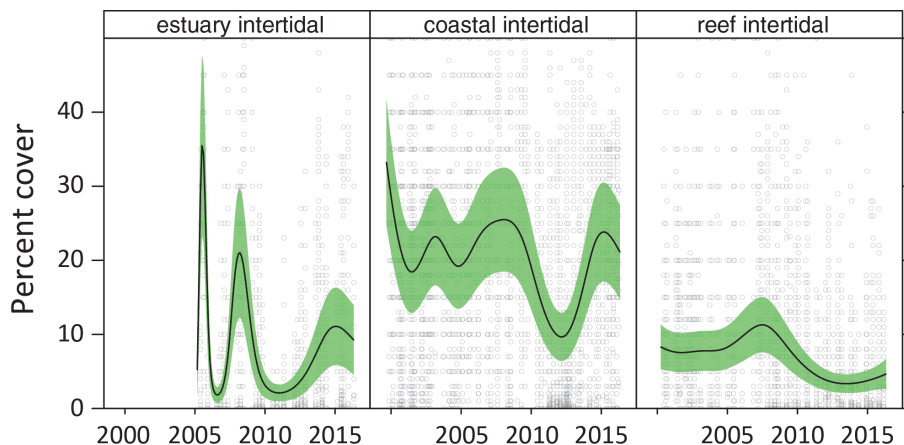 estuary intertidal coastal intertidal reef intertidal
Percent cover
40
30
20
10
0
2000 2005 2010 2015 2005 2010 2015 2005 2010 2015